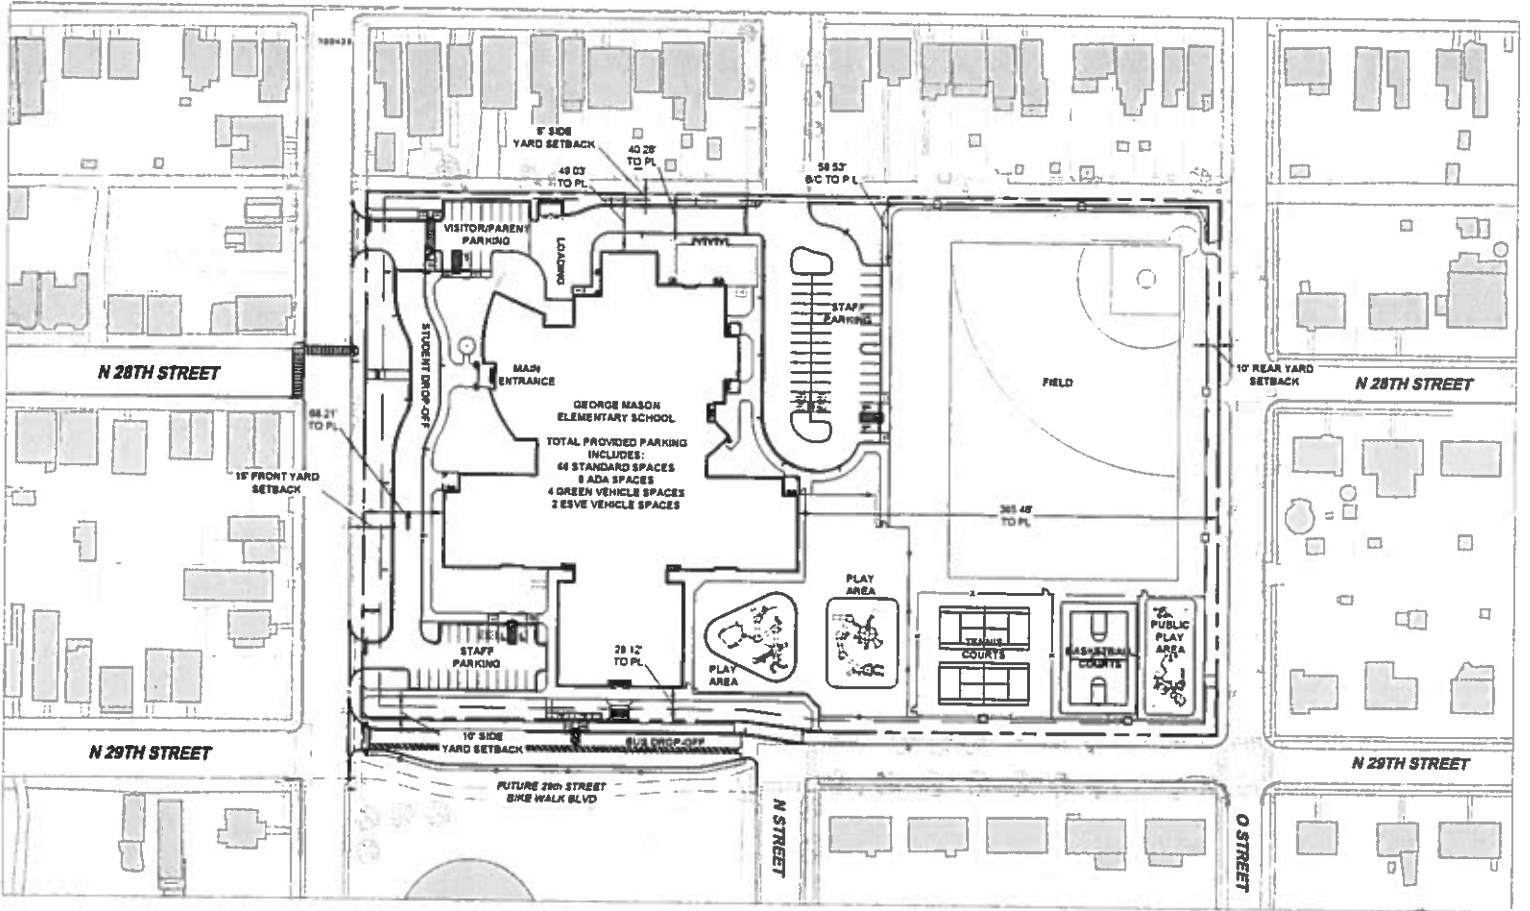 5' SIDE
YARD SETBACK
40.26'
TO PL
49.03'
TO PL
58.53'
B/C TO P L
VISITOR/PARENT
PARKING
LOADING
STAFF
PARKING
STUDENT DROP-OFF
N 28TH STREET
MAIN
ENTRANCE
FIELD
10' REAR YARD
SETBACK
N 28TH STREET
68.21'
TO PL
GEORGE MASON
ELEMENTARY SCHOOL
TOTAL PROVIDED PARKING
INCLUDES:
64 STANDARD SPACES
8 ADA SPACES
4 GREEN VEHICLE SPACES
2 ESVE VEHICLE SPACES
15' FRONT YARD
SETBACK
365.46'
TO PL
PLAY
AREA
PLAY
AREA
TENNIS
COURTS
BASKETBALL
COURTS
PUBLIC
PLAY
AREA
STAFF
PARKING
28.12'
TO PL
N 29TH STREET
10' SIDE
YARD SETBACK
BUS DROP-OFF
N 29TH STREET
FUTURE 29th STREET
BIKE WALK BLVD
N STREET
O STREET